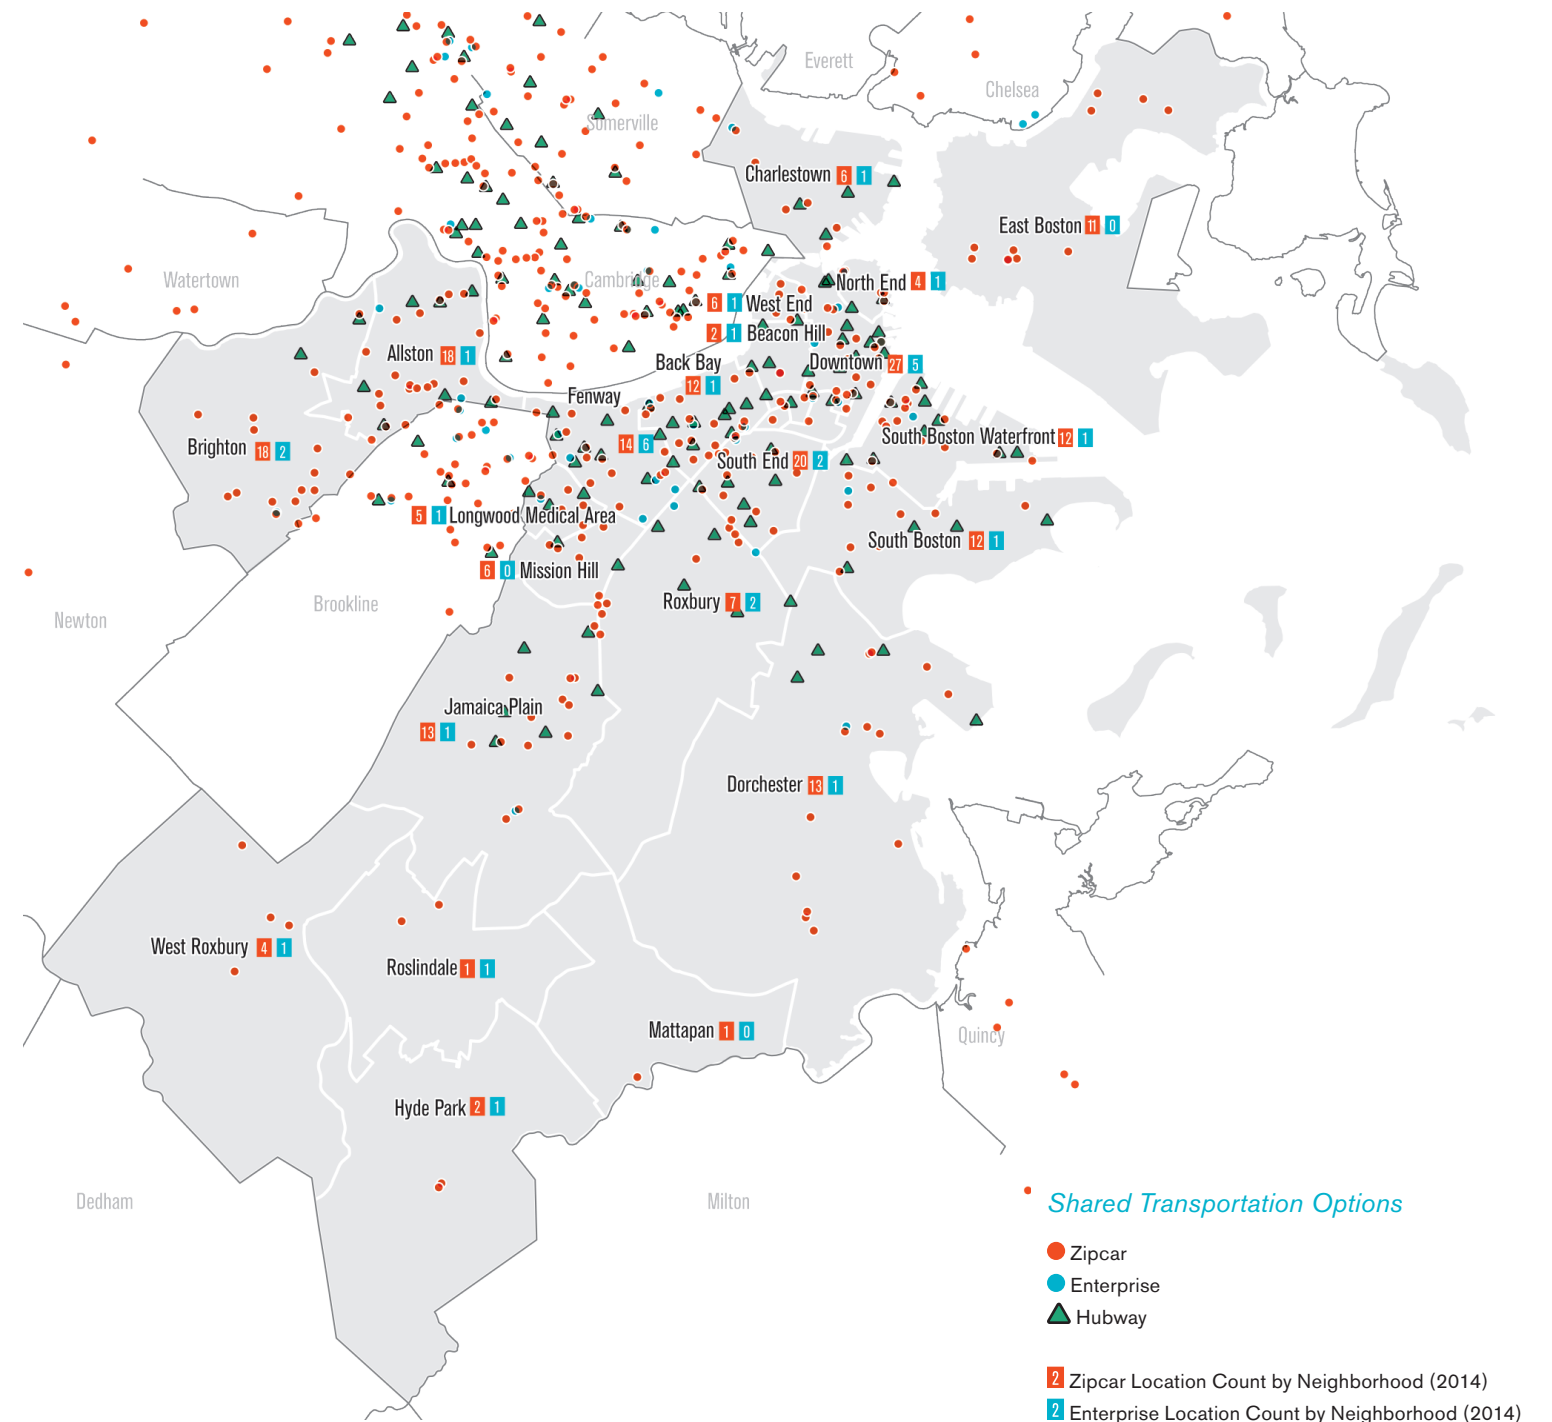 Everett
Chelsea
Somerville
Charlestown 6 1
East Boston 11 0
Watertown
Cambridge
North End 4 1
6 1 West End
2 1 Beacon Hill
Allston 18 1
Back Bay
12 1
Downtown 27 5
Fenway
14 6
South Boston Waterfront 12 1
Brighton 18 2
South End 20 2
5 1 Longwood Medical Area
South Boston 12 1
6 0 Mission Hill
Brookline
Roxbury 7 2
Newton
Jamaica Plain
13 1
Dorchester 13 1
West Roxbury 4 1
Roslindale 1 1
Mattapan 1 0
Quincy
Hyde Park 2 1
Dedham
Milton
Shared Transportation Options
Zipcar
Enterprise
Hubway
2 Zipcar Location Count by Neighborhood (2014)
2 Enterprise Location Count by Neighborhood (2014)